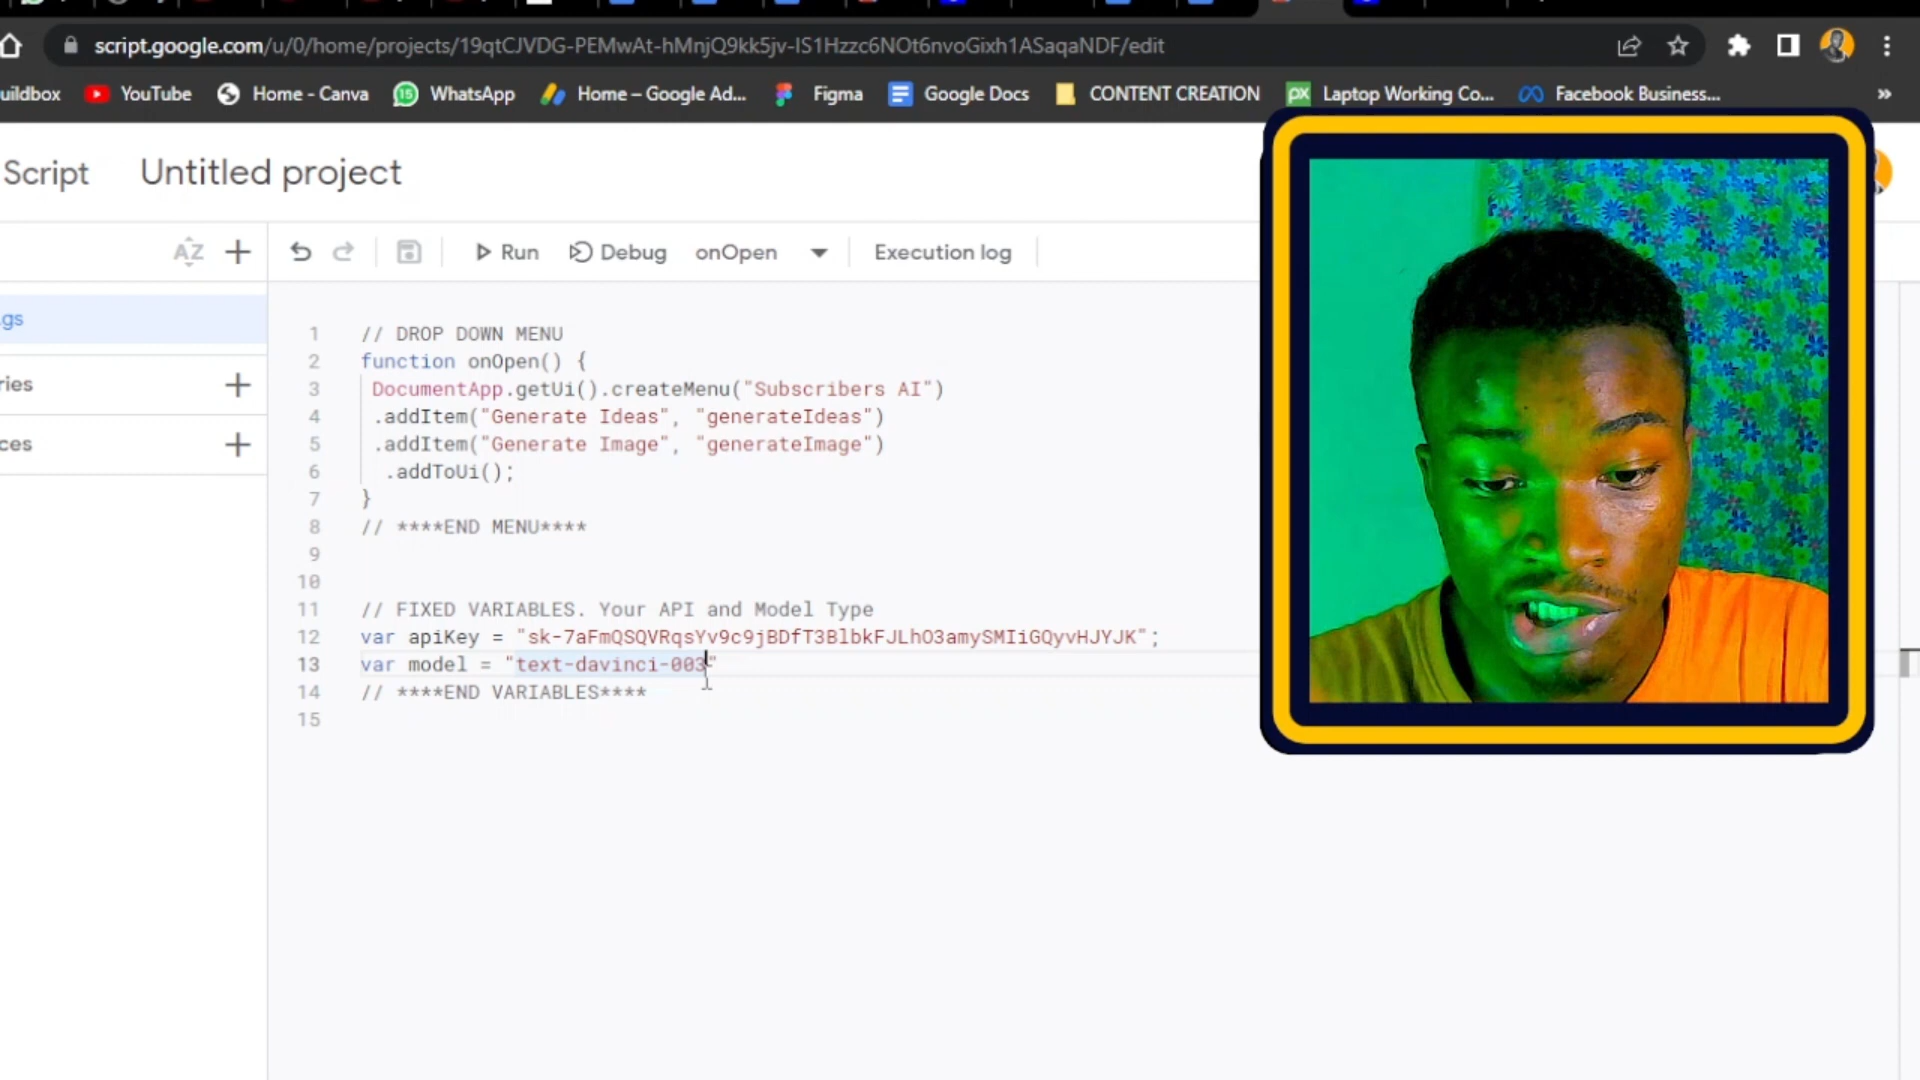 script.google.com/u/0/home/projects/19qtCJVDG-PEMwAt-hMnjQ9kk5jv-IS1Hzzc6NOt6nvoGixh1ASaqaNDF/edit
uildbox YouTube Home - Canva 15 WhatsApp Home – Google Ad... Figma Google Docs CONTENT CREATION px Laptop Working Co... Facebook Business... »
Script Untitled project
AZ Run Debug onOpen Execution log
.gs
ries
ces
1 // DROP DOWN MENU
2 function onOpen() {
3 DocumentApp.getUi().createMenu("Subscribers AI")
4 .addItem("Generate Ideas", "generateIdeas")
5 .addItem("Generate Image", "generateImage")
6 .addToUi();
7 }
8 // ****END MENU****
9
10
11 // FIXED VARIABLES. Your API and Model Type
12 var apiKey = "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";
13 var model = "text-davinci-003"
14 // ****END VARIABLES****
15